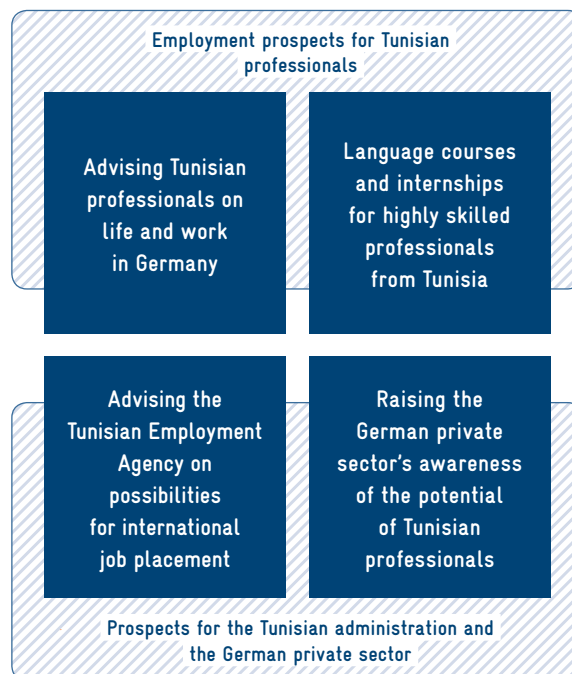 Employment prospects for Tunisian
professionals
Advising Tunisian
professionals on
life and work
in Germany
Language courses
and internships
for highly skilled
professionals
from Tunisia
Advising the
Tunisian Employment
Agency on
possibilities
for international
job placement
Raising the
German private
sector's awareness
of the potential
of Tunisian
professionals
Prospects for the Tunisian administration and
the German private sector